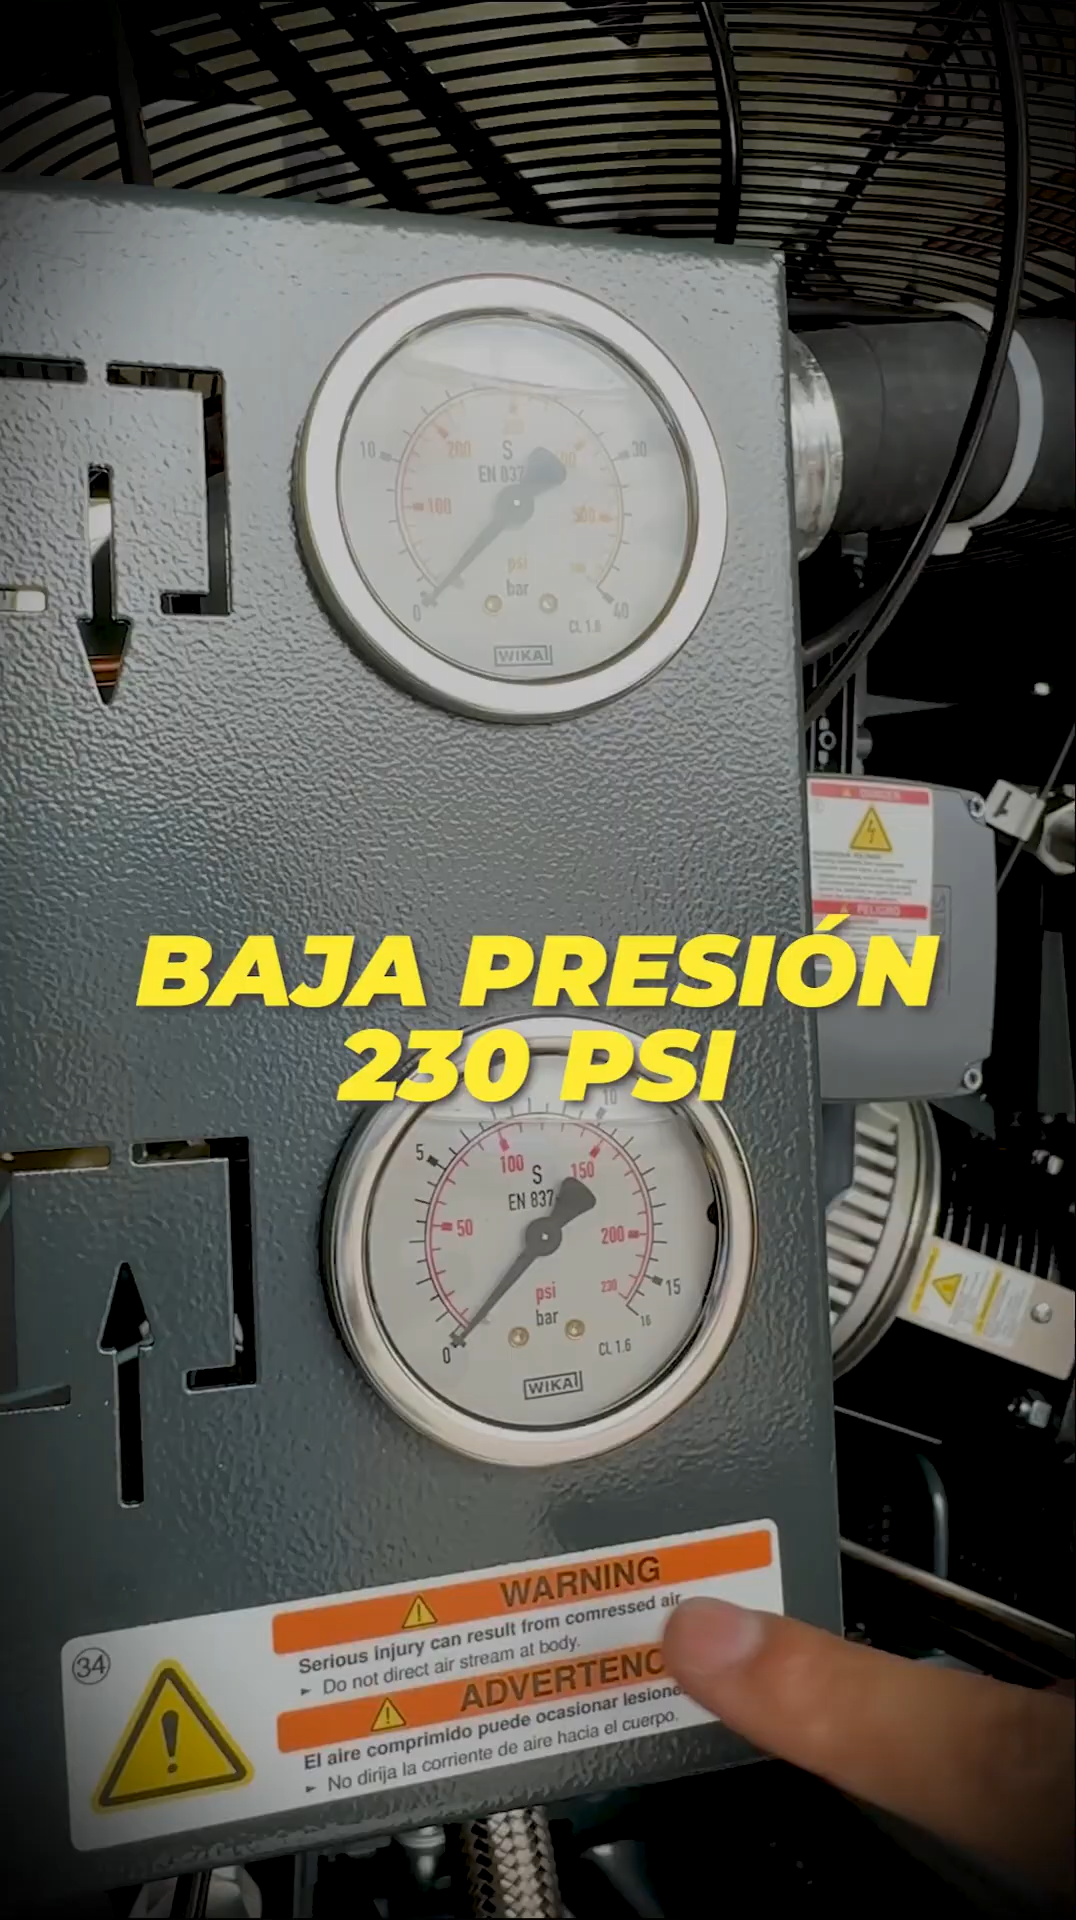 10
200
30
S
EN 837
100
500
psi
bar
0
40
CL 1.6
WIKA
DANGER
PELIGRO
BAJA PRESIÓN
230 PSI
10
5
100
S
150
EN 837
50
200
psi
230
15
bar
16
0
CL 1.6
WIKA
34
WARNING
Serious Injury can result from comressed air.
► Do not direct air stream at body.
ADVERTENC
El aire comprimido puede ocasionar lesione
► No dirija la corriente de aire hacia el cuerpo.
1